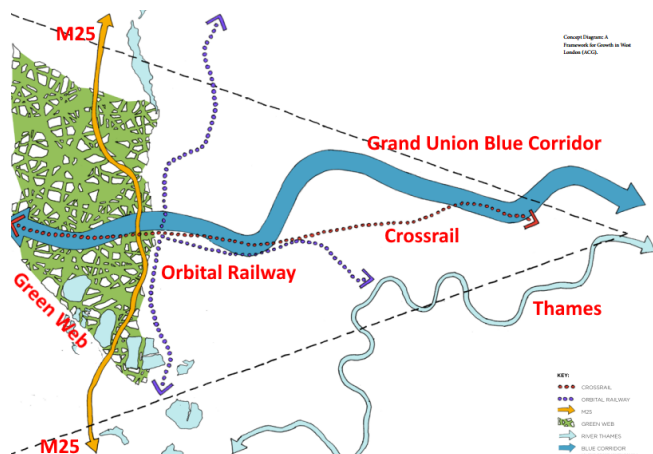 M25
Concept Diagram: A
Framework for Growth in West
London (ACG).
Grand Union Blue Corridor
Crossrail
Orbital Railway
Green Web
Thames
M25
KEY:
CROSSRAIL
ORBITAL RAILWAY
M25
GREEN WEB
RIVER THAMES
BLUE CORRIDOR